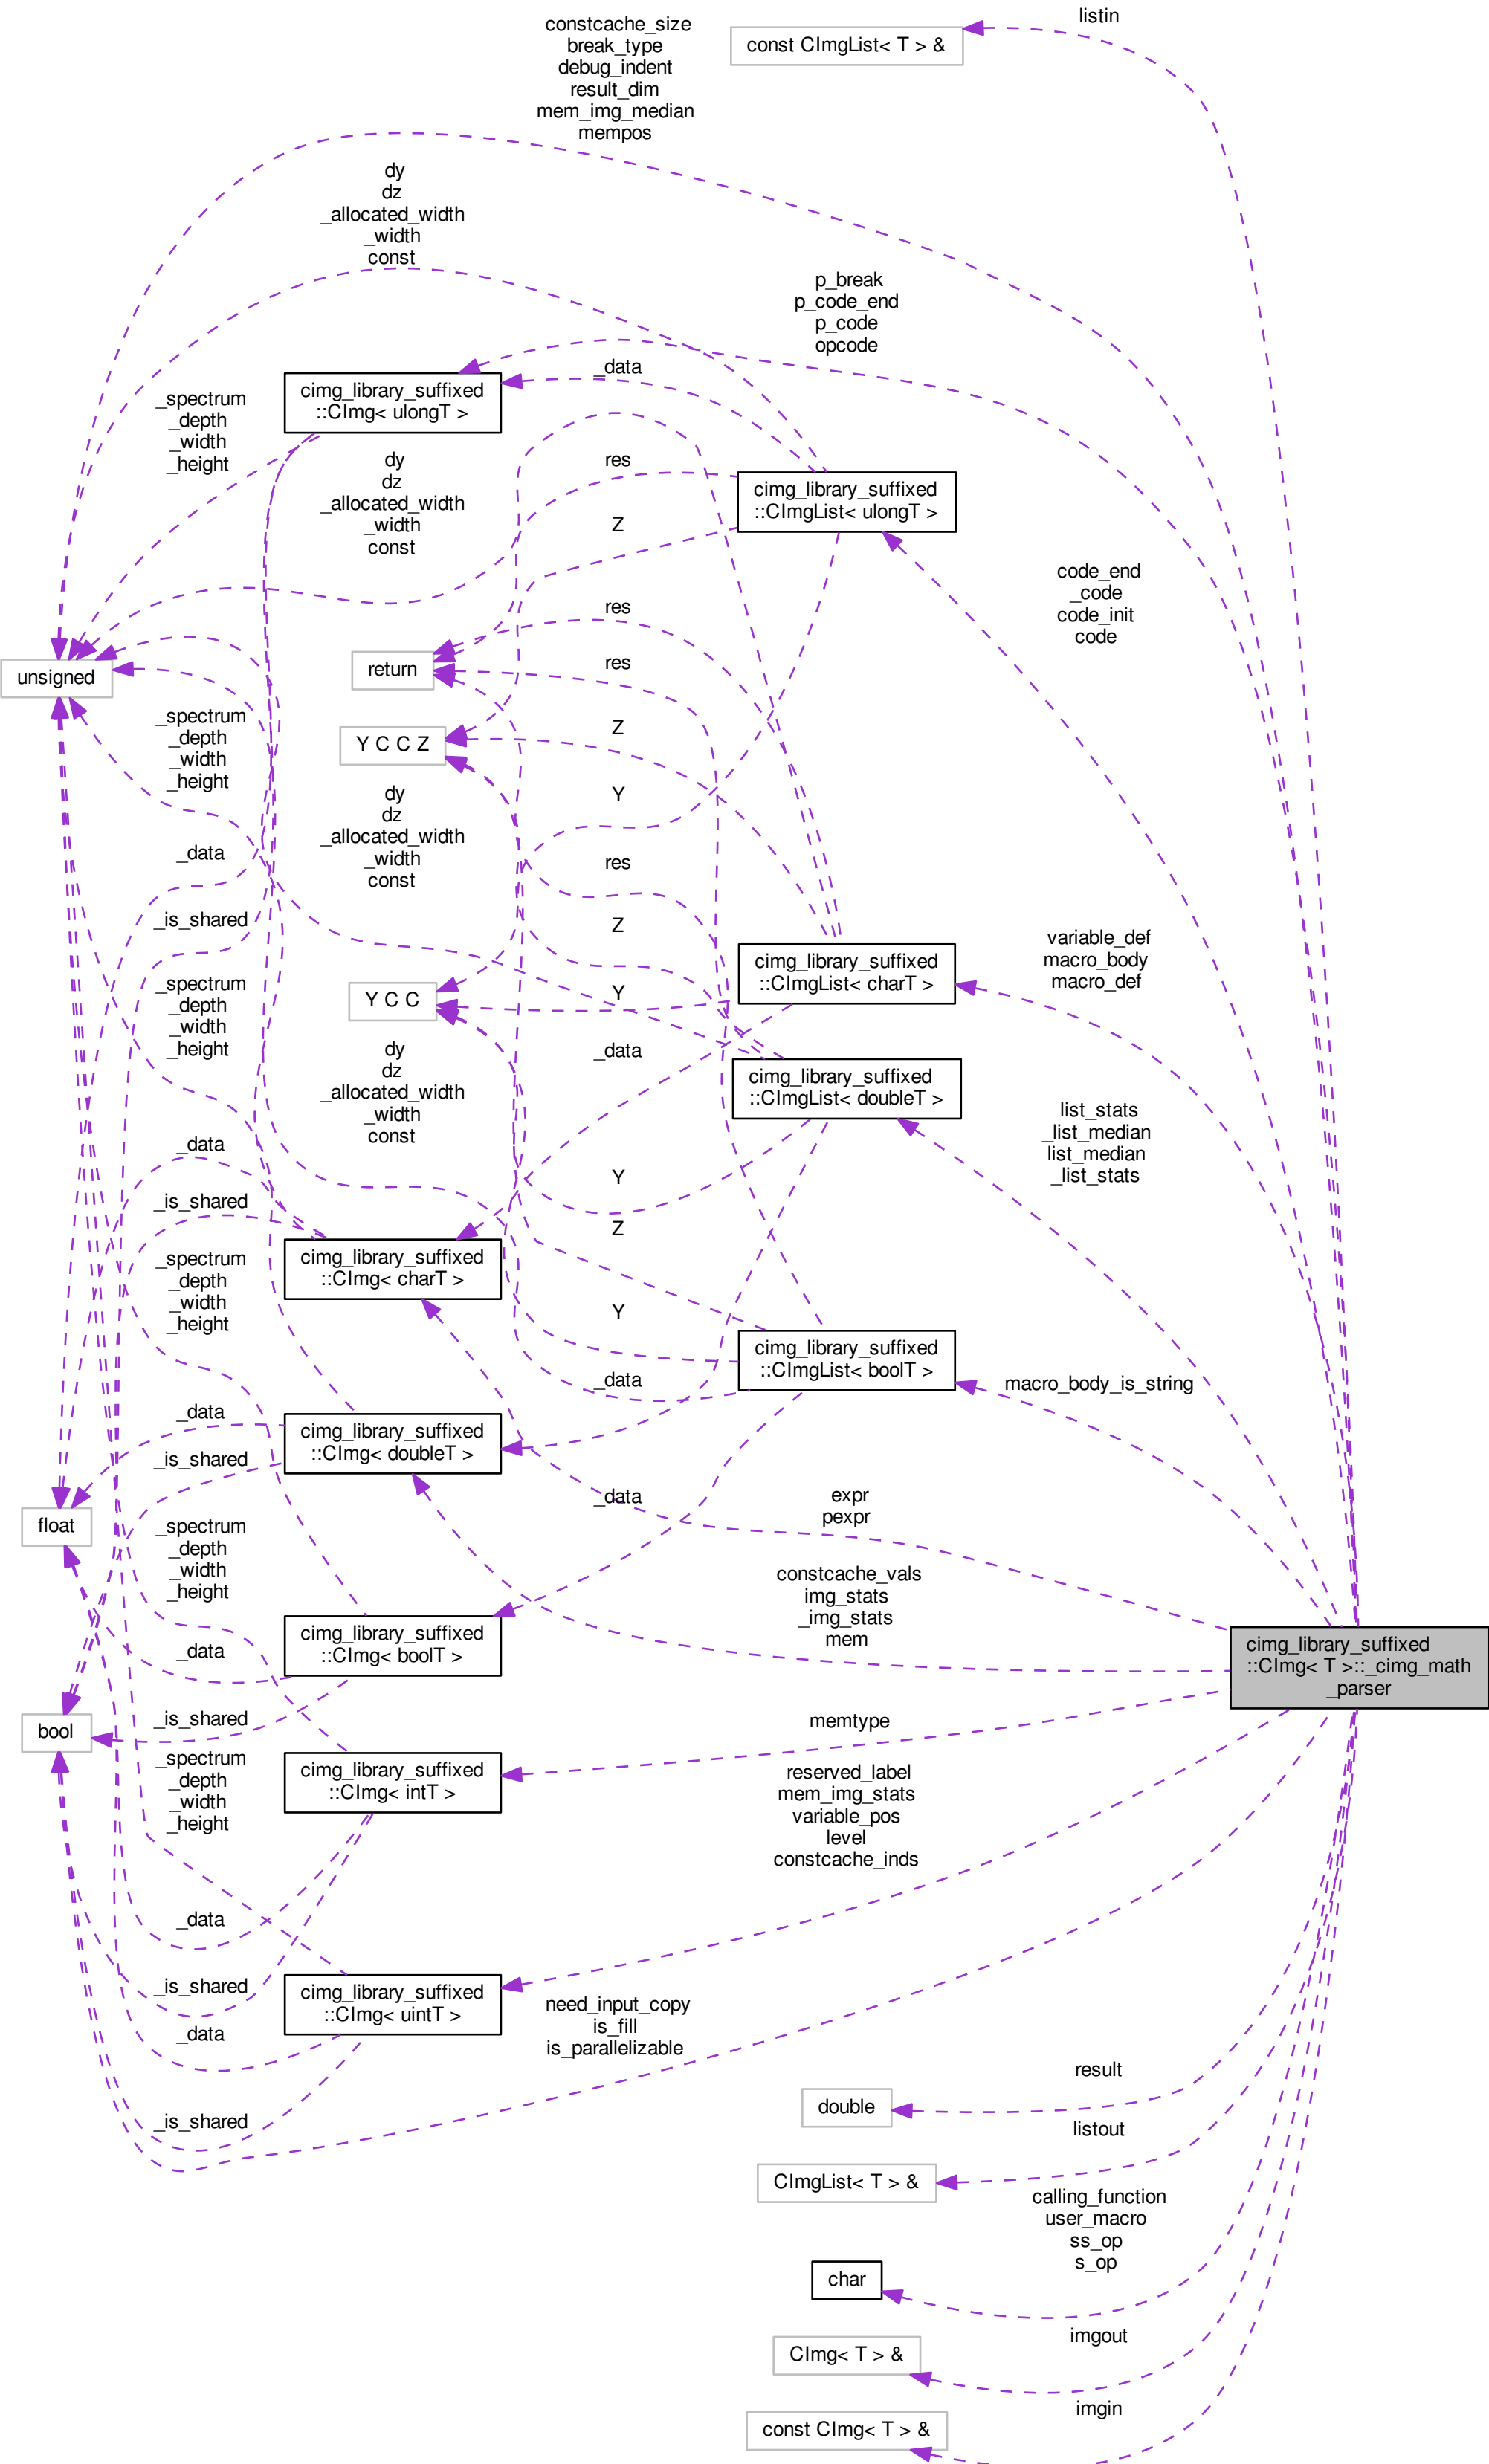 listin
const CImgList< T > &
constcache_size
break_type
debug_indent
result_dim
mem_img_median
mempos
dy
dz
_allocated_width
_width
const
p_break
p_code_end
p_code
opcode
_data
cimg_library_suffixed
::CImg< ulongT >
_spectrum
_depth
_width
_height
dy
dz
_allocated_width
_width
const
res
cimg_library_suffixed
::CImgList< ulongT >
Z
code_end
_code
code_init
code
res
unsigned
return
res
_spectrum
_depth
_width
_height
Z
Y C C Z
dy
dz
_allocated_width
_width
const
Y
_data
res
_is_shared
Z
variable_def
macro_body
macro_def
cimg_library_suffixed
::CImgList< charT >
_spectrum
_depth
_width
_height
Y C C
Y
_data
dy
dz
_allocated_width
_width
const
cimg_library_suffixed
::CImgList< doubleT >
list_stats
_list_median
list_median
_list_stats
_data
Y
_is_shared
Z
cimg_library_suffixed
::CImg< charT >
_spectrum
_depth
_width
_height
Y
cimg_library_suffixed
::CImgList< boolT >
macro_body_is_string
_data
_data
cimg_library_suffixed
::CImg< doubleT >
_is_shared
_data
expr
pexpr
float
_spectrum
_depth
_width
_height
constcache_vals
img_stats
_img_stats
mem
cimg_library_suffixed
::CImg< boolT >
_data
cimg_library_suffixed
::CImg< T >::_cimg_math
_parser
bool
_is_shared
memtype
cimg_library_suffixed
::CImg< intT >
_spectrum
_depth
_width
_height
reserved_label
mem_img_stats
variable_pos
level
constcache_inds
_data
_is_shared
cimg_library_suffixed
::CImg< uintT >
_data
need_input_copy
is_fill
is_parallelizable
_is_shared
result
double
listout
CImgList< T > &
calling_function
user_macro
ss_op
s_op
char
imgout
CImg< T > &
imgin
const CImg< T > &